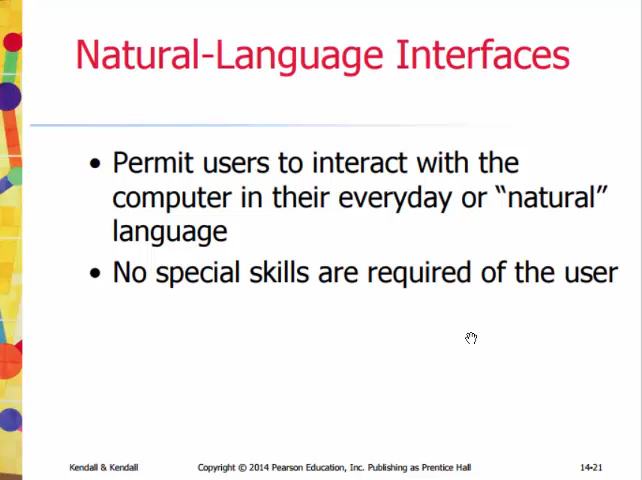 Natural-Language Interfaces
• Permit users to interact with the
computer in their everyday or “natural”
language
• No special skills are required of the user
Kendall & Kendall Copyright © 2014 Pearson Education, Inc. Publishing as Prentice Hall 14-21